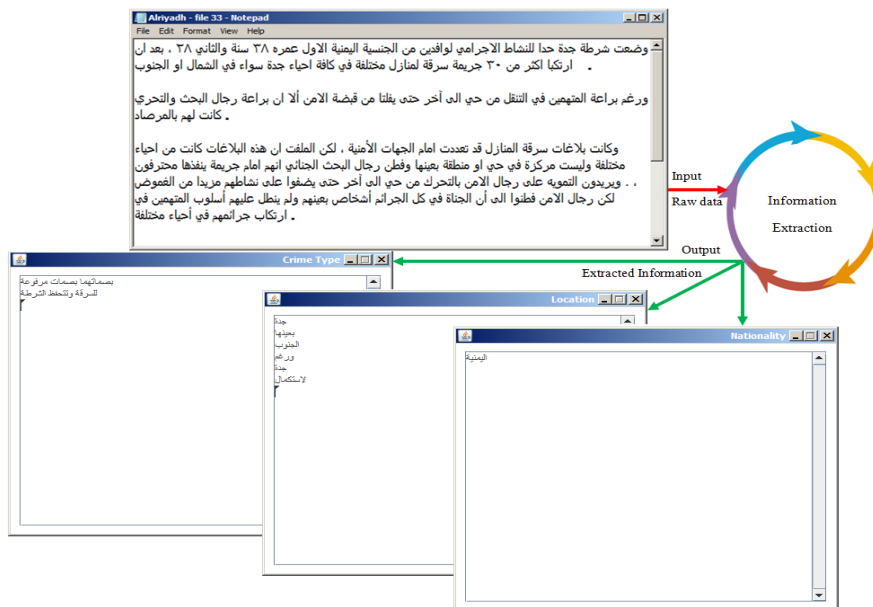 Alriyadh - file 33 - Notepad
File Edit Format View Help
وضعت شرطة جدة حدا للنشاط الاجرامي لوافدين من الجنسية اليمنية الاول عمره ٣٨ سنة والثاني ٢٨ ، بعد ان
ارتكبا اكثر من ٣٠ جريمة سرقة لمنازل مختلفة في كافة احياء جدة سواء في الشمال او الجنوب .
ورغم براعة المتهمين في التنقل من حي الى آخر حتى يفلتا من قبضة الامن ألا ان براعة رجال البحث والتحري
كانت لهم بالمرصاد .
وكانت بلاغات سرقة المنازل قد تعددت امام الجهات الأمنية ، لكن الملفت ان هذه البلاغات كانت من احياء
مختلفة وليست مركزة في حي او منطقة بعينها وفطن رجال البحث الجنائي انهم امام جريمة ينفذها محترفون
، . ويريدون التمويه على رجال الامن بالتحرك من حي الى آخر حتى يضفوا على نشاطهم مزيدا من الغموض
لكن رجال الامن فطنوا الى أن الجناة في كل الجرائم أشخاص بعينهم ولم ينطل عليهم أسلوب المتهمين في
ارتكاب جرائمهم في أحياء مختلفة .
Input
Raw data
Information
Extraction
Output
Extracted Information
Crime Type
بصماتهما بصمات مرفوعة
للسرقة وتتحفظ الشرطة
Location
جدة
بعينها
الجنوب
ورغم
جدة
لاستكمال
Nationality
اليمنية